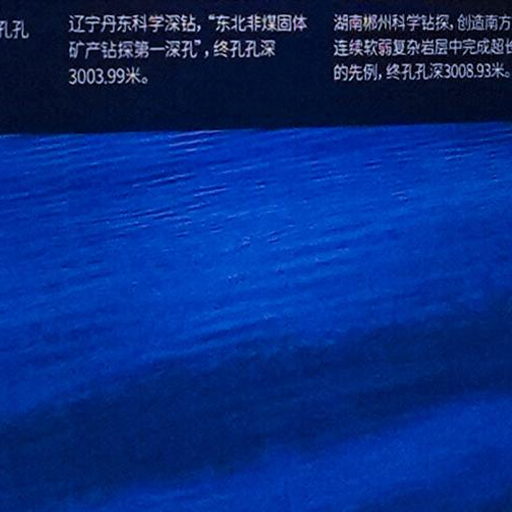 孔孔
辽宁丹东科学深钻，“东北非煤固体
矿产钻探第一深孔”，终孔孔深
3003.99米。
湖南郴州科学钻探，创造南方
连续软弱复杂岩层中完成超长
的先例，终孔孔深3008.93米。